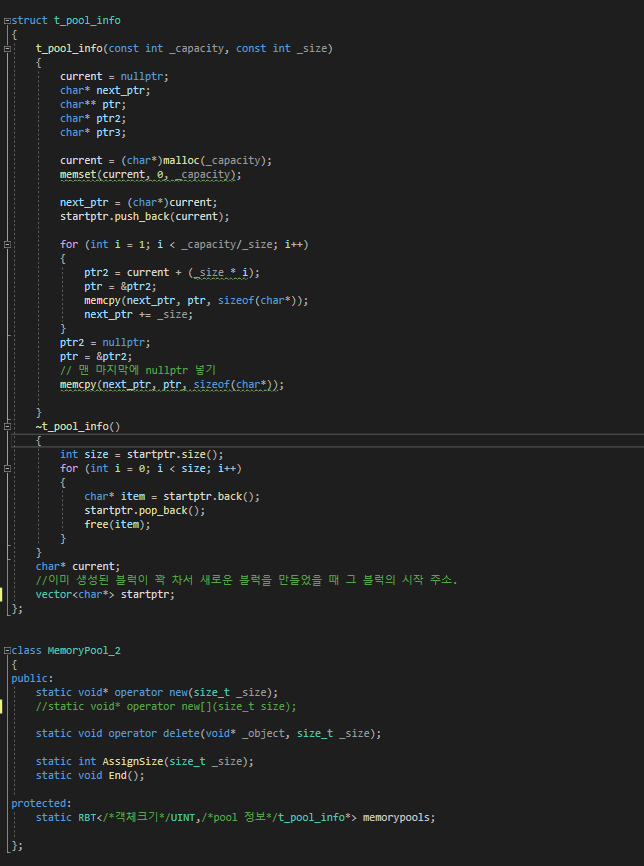 struct t_pool_info
{
t_pool_info(const int _capacity, const int _size)
{
current = nullptr;
char* next_ptr;
char** ptr;
char* ptr2;
char* ptr3;
current = (char*)malloc(_capacity);
memset(current, 0, _capacity);
next_ptr = (char*)current;
startptr.push_back(current);
for (int i = 1; i < _capacity/_size; i++)
{
ptr2 = current + (_size * i);
ptr = &ptr2;
memcpy(next_ptr, ptr, sizeof(char*));
next_ptr += _size;
}
ptr2 = nullptr;
ptr = &ptr2;
// 맨 마지막에 nullptr 넣기
memcpy(next_ptr, ptr, sizeof(char*));
}
~t_pool_info()
{
int size = startptr.size();
for (int i = 0; i < size; i++)
{
char* item = startptr.back();
startptr.pop_back();
free(item);
}
}
char* current;
//이미 생성된 블럭이 꽉 차서 새로운 블럭을 만들었을 때 그 블럭의 시작 주소.
vector<char*> startptr;
};
class MemoryPool_2
{
public:
static void* operator new(size_t _size);
//static void* operator new[](size_t size);
static void operator delete(void* _object, size_t _size);
static int AssignSize(size_t _size);
static void End();
protected:
static RBT</*객체크기*/UINT,/*pool 정보*/t_pool_info*> memorypools;
};